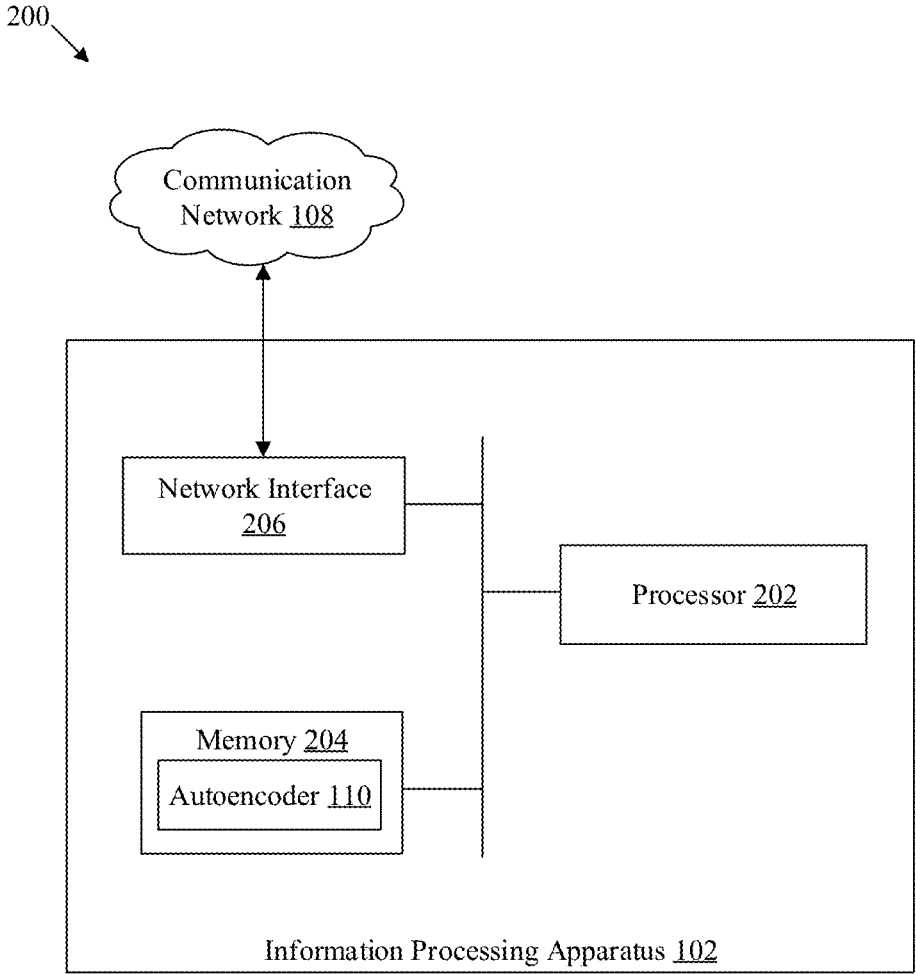 200
Communication
Network 108
Network Interface
206
Processor 202
Memory 204
Autoencoder 110
Information Processing Apparatus 102